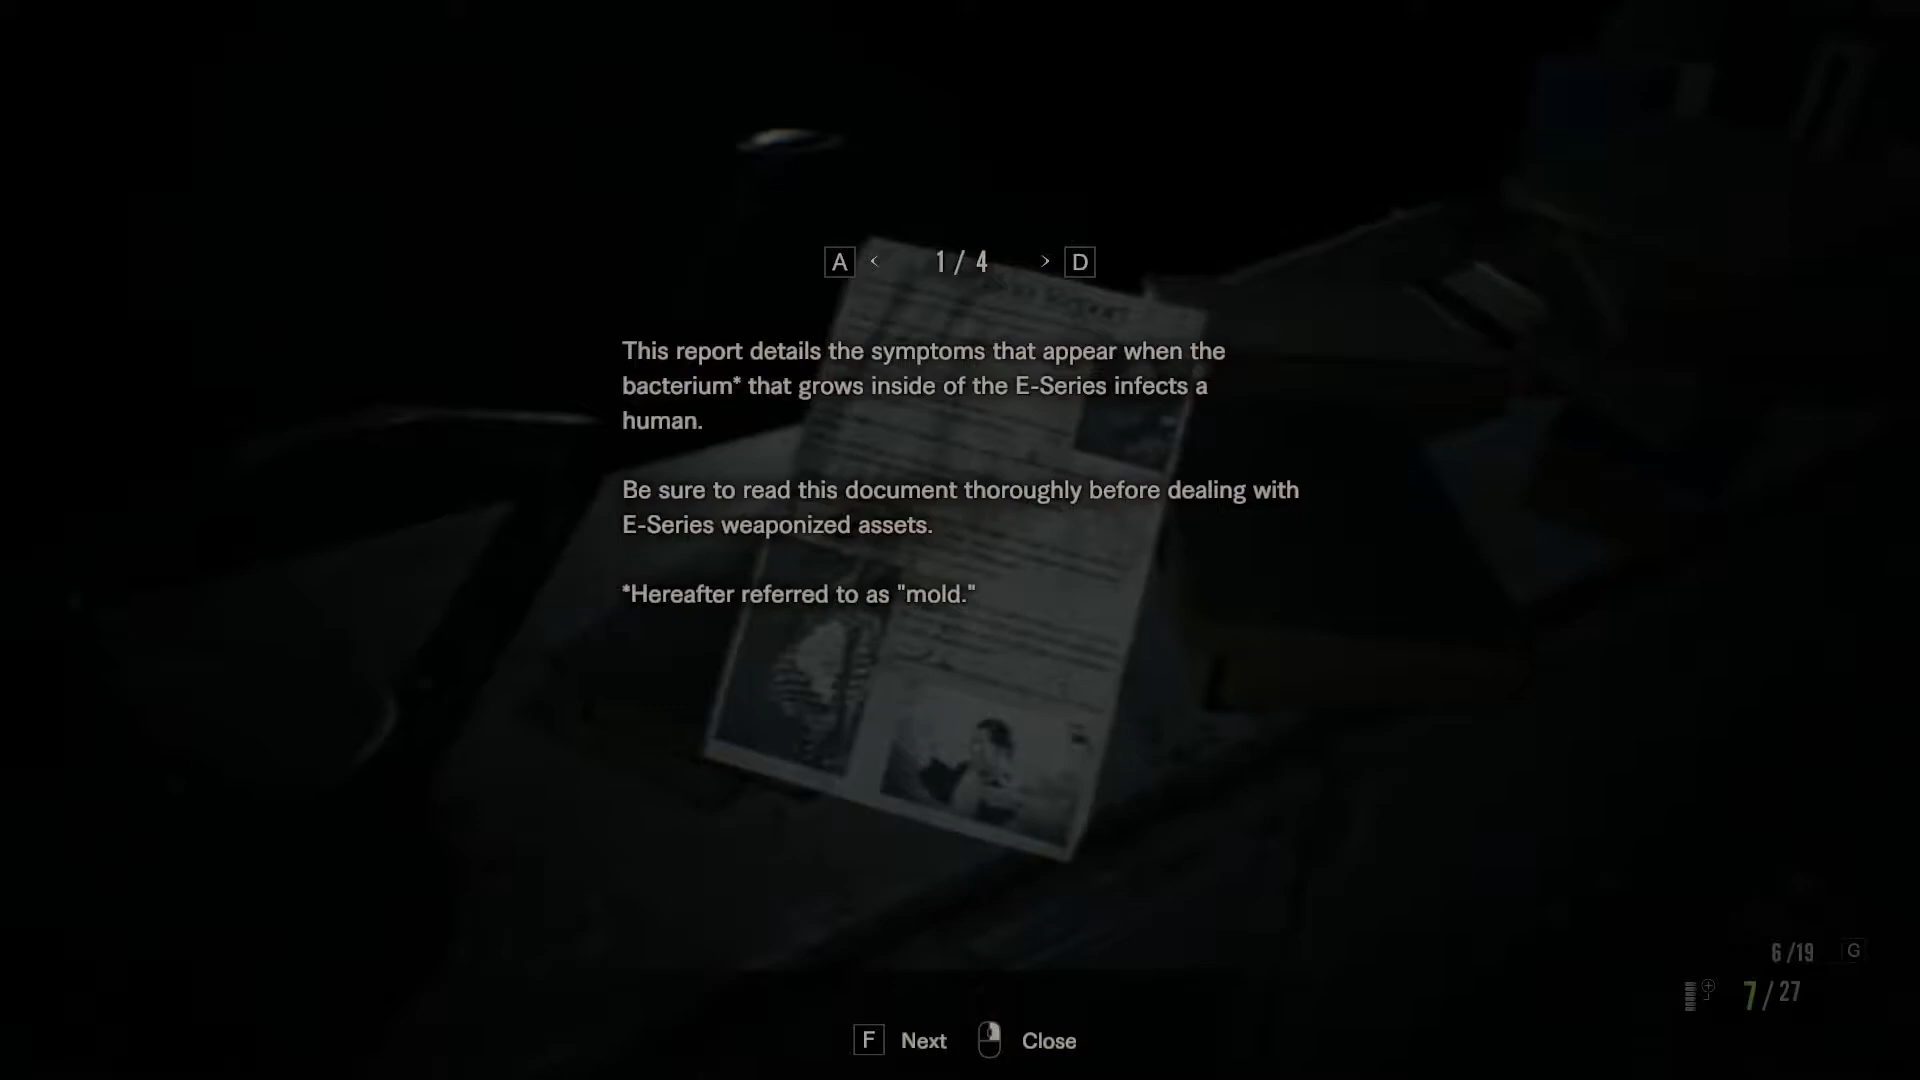 A < 1 / 4 > D
This report details the symptoms that appear when the
bacterium* that grows inside of the E-Series infects a
human.
Be sure to read this document thoroughly before dealing with
E-Series weaponized assets.
*Hereafter referred to as "mold."
6 /19 G
7 / 27
F Next Close